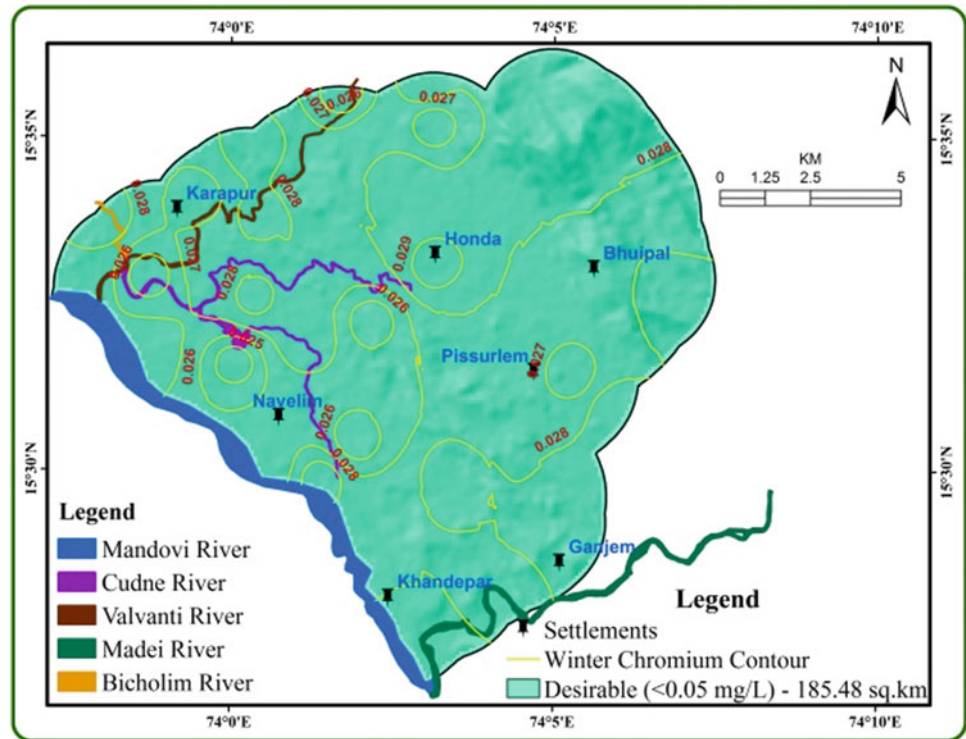 74°0'E 74°5'E 74°10'E
N
15°35'N 15°35'N
KM
0 1.25 2.5 5
0.027 0.026 0.027
0.028
0.028 Karapur 0.028
0.026 0.027 0.029 Honda
Bhuipal
0.028 0.026
0.025 Pissurlem 0.027
0.026
Navelim
0.026
0.028 0.028
15°30'N 15°30'N
Ganjem
Khandepar
Legend
Mandovi River
Cudne River
Valvanti River
Madei River
Bicholim River
Legend
Settlements
Winter Chromium Contour
Desirable (<0.05 mg/L) - 185.48 sq.km
74°0'E 74°5'E 74°10'E